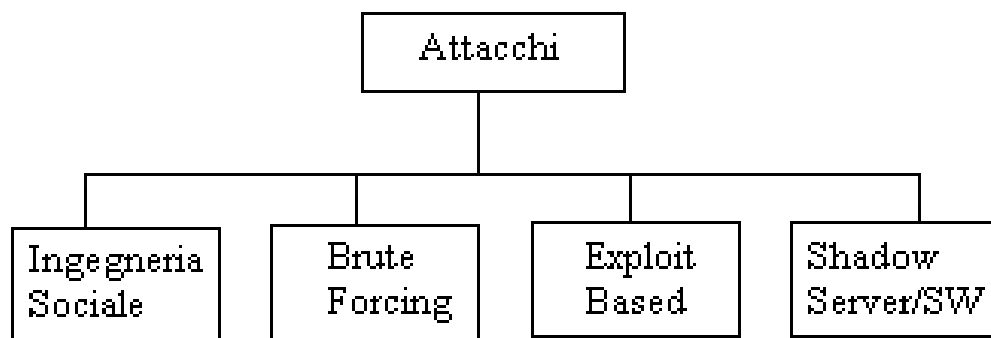 Attacchi
Ingegneria
Sociale
Brute
Forcing
Exploit
Based
Shadow
Server/SW